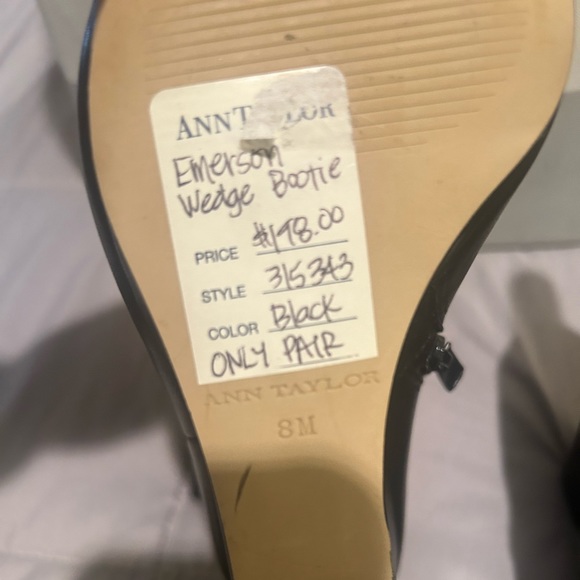 ANN TAYLOR
Emerson
Wedge Bootie
PRICE $198.00
STYLE 315343
COLOR Black
ONLY PAIR
ANN TAYLOR
8M